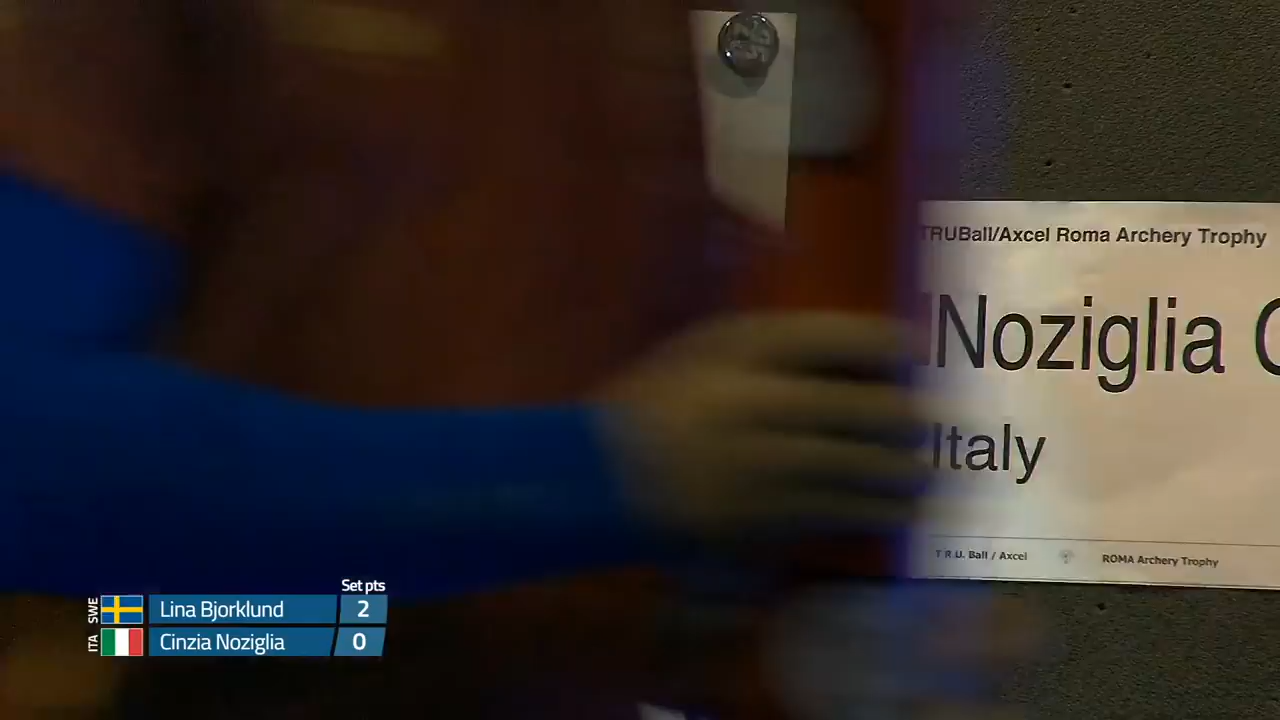 TRUBall/Axcel Roma Archery Trophy
Noziglia
Italy
T.R.U. Ball / Axcel ROMA Archery Trophy
Set pts
SWE Lina Bjorklund 2
ITA Cinzia Noziglia 0